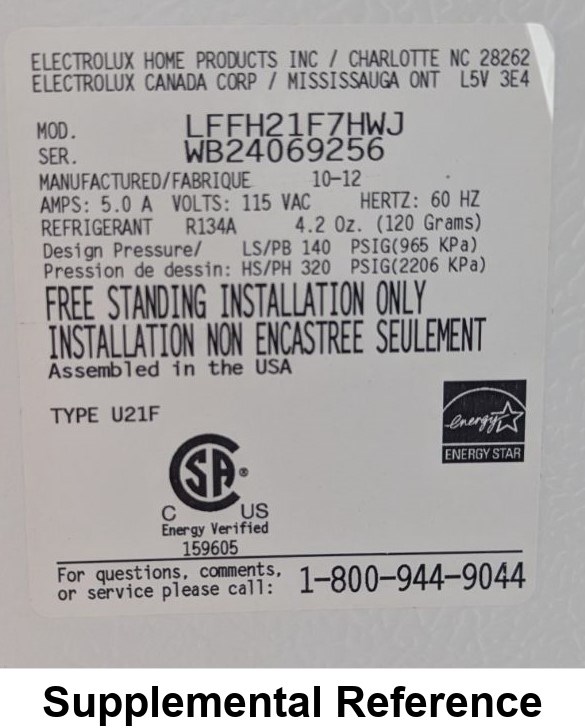 ELECTROLUX HOME PRODUCTS INC / CHARLOTTE NC 28262
ELECTROLUX CANADA CORP / MISSISSAUGA ONT L5V 3E4
MOD. LFFH21F7HWJ
SER. WB24069256
MANUFACTURED/FABRIQUE 10-12
AMPS: 5.0 A VOLTS: 115 VAC HERTZ: 60 HZ
REFRIGERANT R134A 4.2 Oz. (120 Grams)
Design Pressure/ LS/PB 140 PSIG(965 KPa)
Pression de dessin: HS/PH 320 PSIG(2206 KPa)
FREE STANDING INSTALLATION ONLY
INSTALLATION NON ENCASTREE SEULEMENT
Assembled in the USA
TYPE U21F
energy
ENERGY STAR
SA®
C US
Energy Verified
159605
For questions, comments,
or service please call: 1-800-944-9044
Supplemental Reference